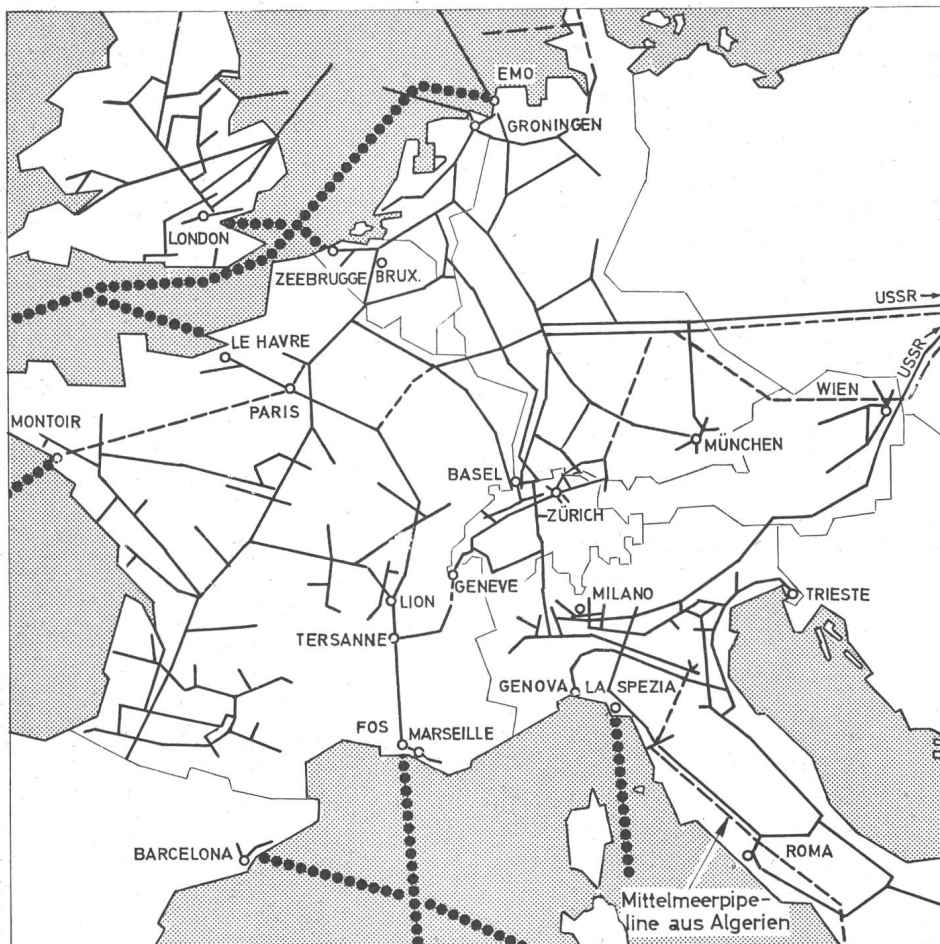 EMO
GRONINGEN
LONDON
ZEEBRUGGE BRUX.
USSR →
LE HAVRE
USSR →
WIEN
PARIS
MONTOIR
MÜNCHEN
BASEL
ZÜRICH
GENEVE
MILANO
TRIESTE
LION
TERSANNE
GENOVA LA SPEZIA
FOS
MARSEILLE
BARCELONA
ROMA
Mittelmeerpipe-
line aus Algerien